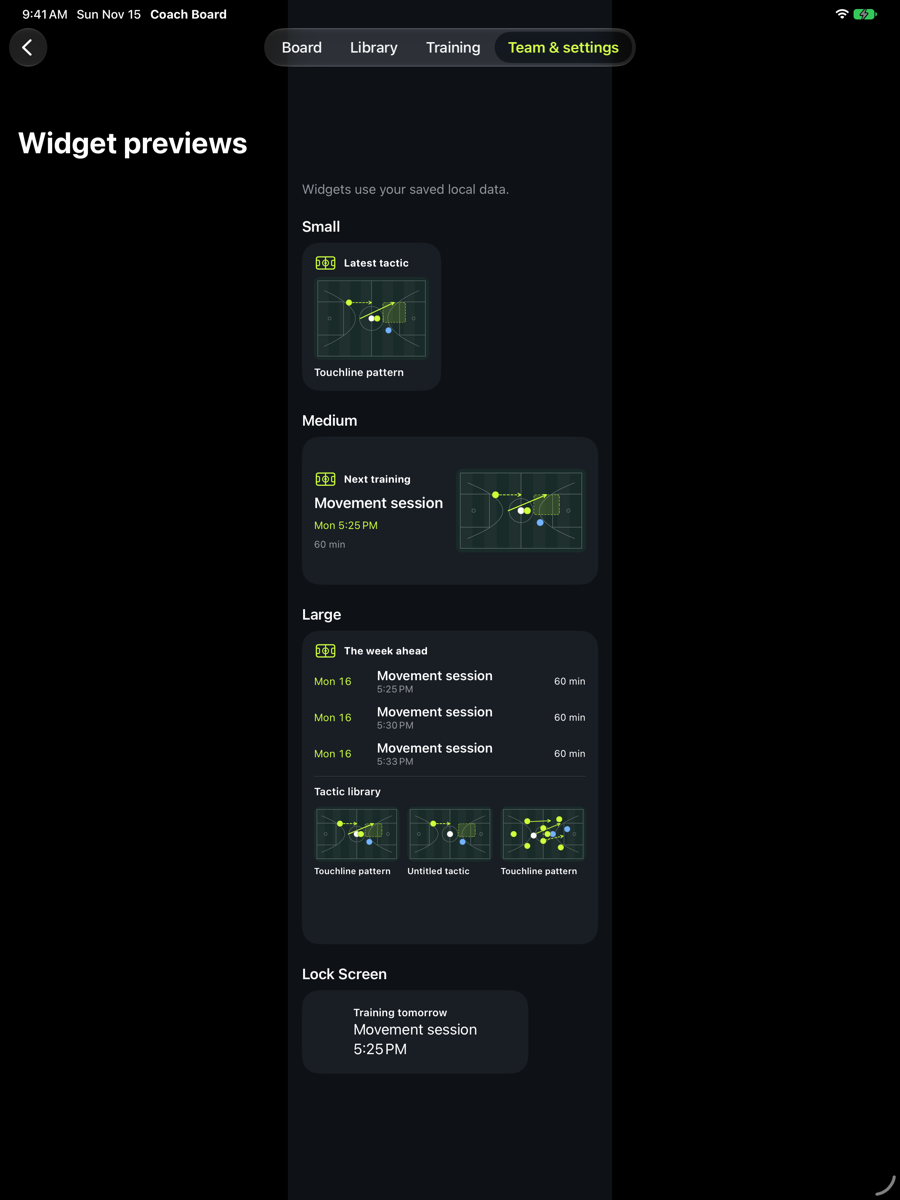 9:41 AM Sun Nov 15 Coach Board
Board Library Training Team & settings
Widget previews
Widgets use your saved local data.
Small
Latest tactic
Touchline pattern
Medium
Next training
Movement session
Mon 5:25 PM
60 min
Large
The week ahead
Mon 16 Movement session 60 min
5:25 PM
Mon 16 Movement session 60 min
5:30 PM
Mon 16 Movement session 60 min
5:33 PM
Tactic library
Touchline pattern Untitled tactic Touchline pattern
Lock Screen
Training tomorrow
Movement session
5:25 PM